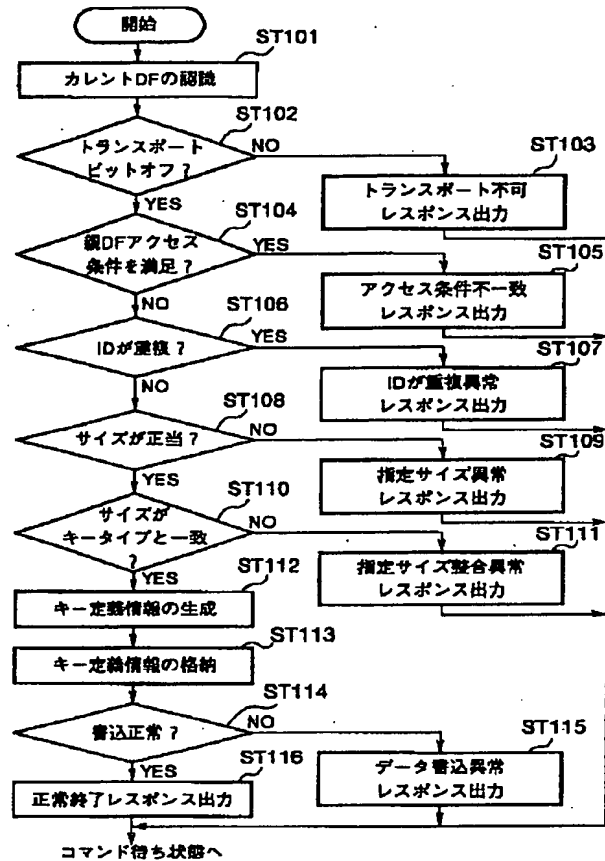 開始
ST101
カレントDFの認識
ST102
トランスポート
ビットオフ?
NO
YES
ST103
トランスポート不可
レスポンス出力
ST104
親DFアクセス
条件を満足?
YES
NO
ST105
アクセス条件不一致
レスポンス出力
ST106
IDが重複?
YES
NO
ST107
IDが重複異常
レスポンス出力
ST108
サイズが正当?
NO
YES
ST109
指定サイズ異常
レスポンス出力
ST110
サイズが
キータイプと一致
?
NO
YES
ST111
指定サイズ整合異常
レスポンス出力
ST112
キー定義情報の生成
ST113
キー定義情報の格納
ST114
書込正常?
NO
YES
ST115
データ書込異常
レスポンス出力
ST116
正常終了レスポンス出力
コマンド待ち状態へ